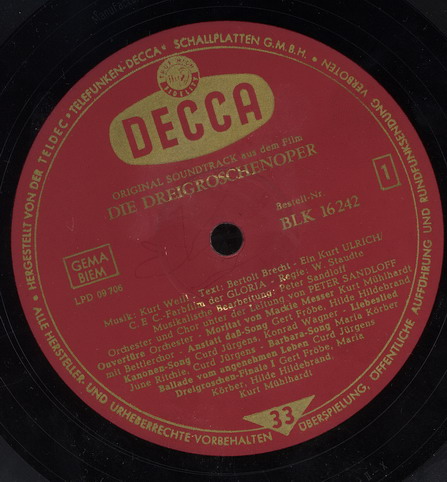 HERGESTELLT VON DER TELDEC • »TELEFUNKEN-DECCA« SCHALLPLATTEN G.M.B.H. •
ALLE HERSTELLER- UND URHEBERRECHTE VORBEHALTEN
ÜBERSPIELUNG, ÖFFENTLICHE AUFFÜHRUNG UND RUNDFUNKSENDUNG VERBOTEN
DECCA
ORIGINAL SOUNDTRACK aus dem Film
DIE DREIGROSCHENOPER
Bestell-Nr.
BLK 16242
1
GEMA
BIEM
LPD 09 706
Musik: Kurt Weill - Text: Bertolt Brecht - Ein Kurt ULRICH/
C E C -Farbfilm der GLORIA - Regie: W. Staudte
Musikalische Bearbeitung: Peter Sandloff
Orchester und Chor unter der Leitung von PETER SANDLOFF
Ouvertüre Orchester - Moritat von Mackie Messer Kurt Mühlhardt
mit Bettlerchor - Anstatt daß-Song Gert Fröbe, Hilde Hildebrand
Kanonen-Song Curd Jürgens, Konrad Wagner - Liebeslied
June Ritchie, Curd Jürgens - Barbara-Song Maria Körber
Ballade vom angenehmen Leben Curd Jürgens
Dreigroschen-Finale I Gert Fröbe, Maria
Körber, Hilde Hildebrand,
Kurt Mühlhardt
33